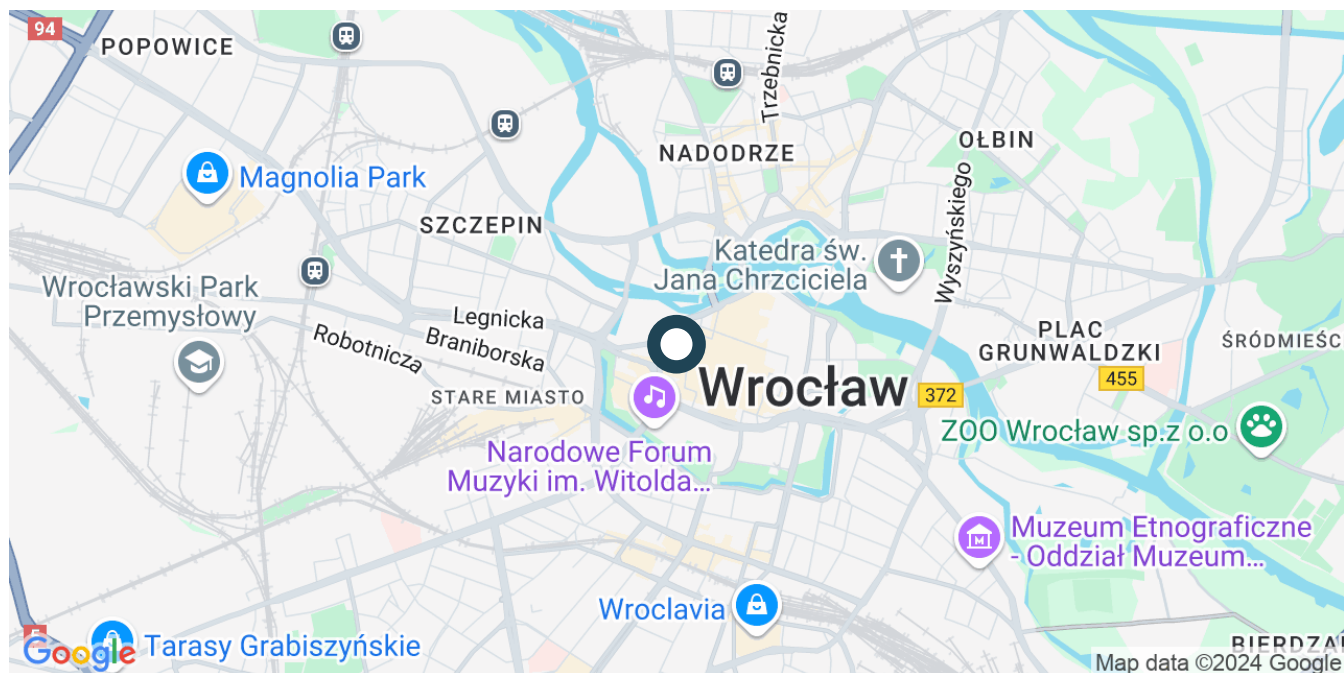 94
POPOWICE
Trzebnicka
OŁBIN
NADODRZE
Magnolia Park
Wyszyńskiego
SZCZEPIN
Katedra św.
Jana Chrzciciela
Wrocławski Park
Przemysłowy
Legnicka
Braniborska
Robotnicza
PLAC
GRUNWALDZKI
ŚRÓDMIEŚC
455
STARE MIASTO
Wrocław
372
ZOO Wrocław sp.z o.o
Narodowe Forum
Muzyki im. Witolda...
Muzeum Etnograficzne
- Oddział Muzeum...
Wroclavia
5
Tarasy Grabiszyńskie
BIERDZA
Google
Map data ©2024 Google